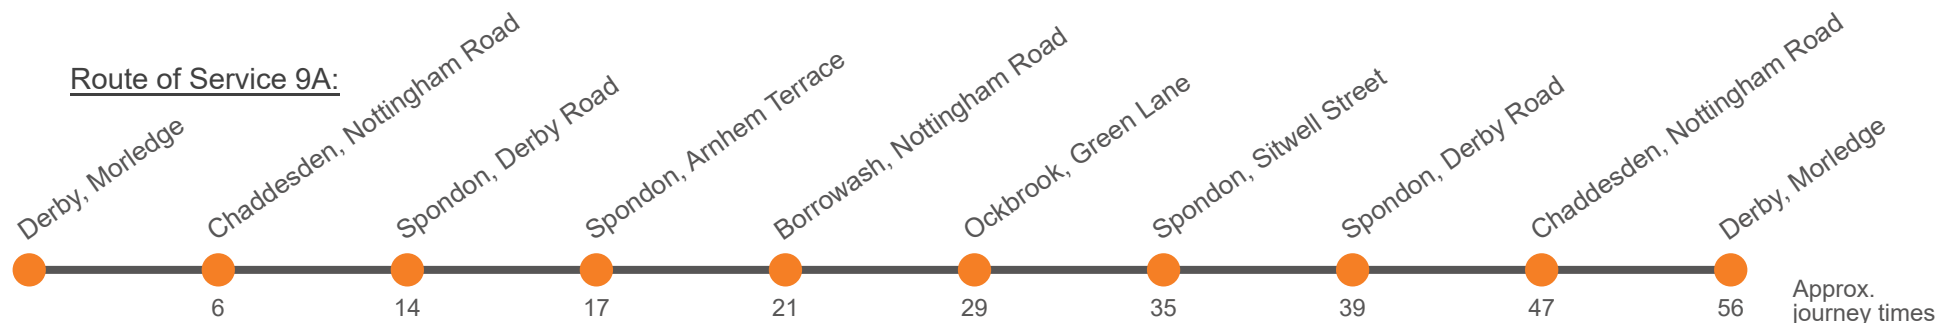 Route of Service 9A:
Derby, Morledge
Chaddesden, Nottingham Road
Spondon, Derby Road
Spondon, Arnhem Terrace
Borrowash, Nottingham Road
Ockbrook, Green Lane
Spondon, Sitwell Street
Spondon, Derby Road
Chaddesden, Nottingham Road
Derby, Morledge
6
14
17
21
29
35
39
47
56
Approx.
journey times